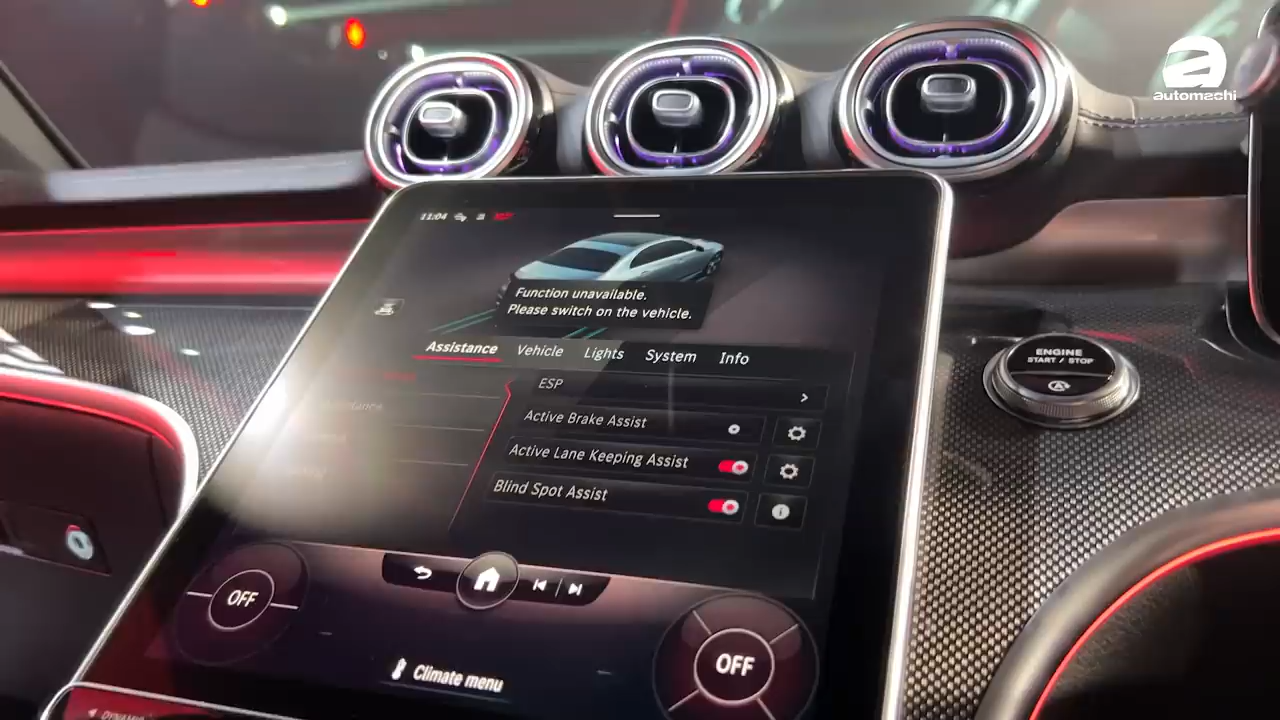 automachi
11:04
Function unavailable.
Please switch on the vehicle.
Assistance Vehicle Lights System Info
ESP
Active Brake Assist
Active Lane Keeping Assist
Blind Spot Assist
ENGINE
START / STOP
OFF
OFF
Climate menu
DYNAMIC